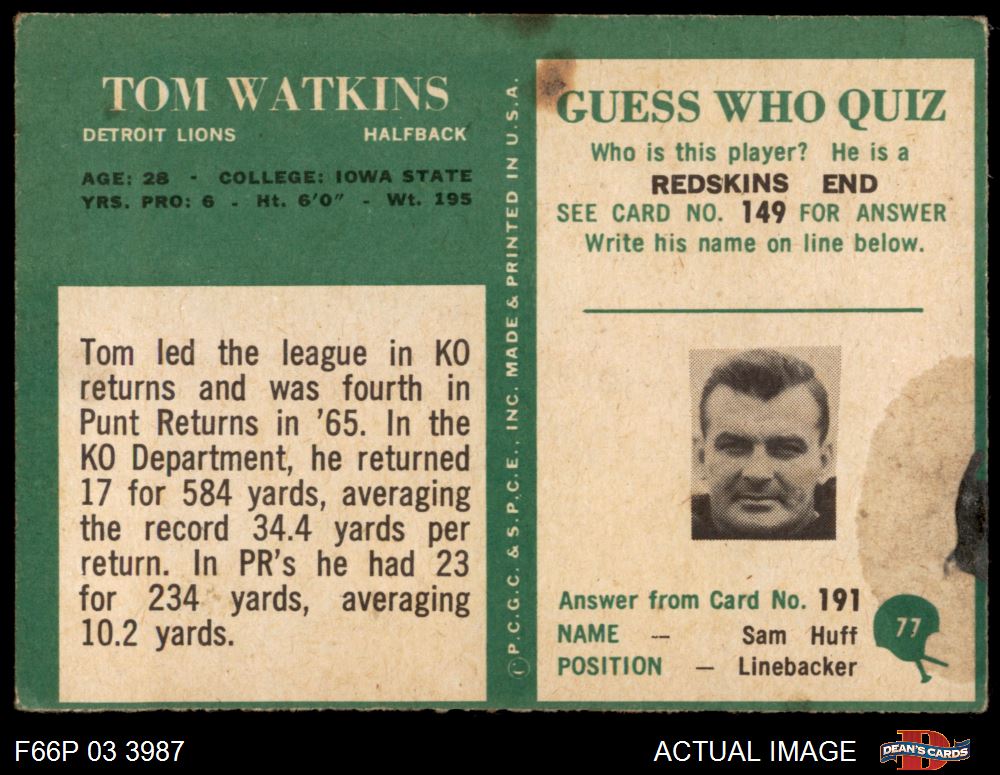 TOM WATKINS
DETROIT LIONS HALFBACK
AGE: 28 - COLLEGE: IOWA STATE
YRS. PRO: 6 - Ht. 6'0" - Wt. 195
Tom led the league in KO
returns and was fourth in
Punt Returns in '65. In the
KO Department, he returned
17 for 584 yards, averaging
the record 34.4 yards per
return. In PR's he had 23
for 234 yards, averaging
10.2 yards.
© P.C.G.C. & S.P.C.E., INC. MADE & PRINTED IN U.S.A.
GUESS WHO QUIZ
Who is this player? He is a
REDSKINS END
SEE CARD NO. 149 FOR ANSWER
Write his name on line below.
Answer from Card No. 191
NAME — Sam Huff
POSITION — Linebacker
77
F66P 03 3987
ACTUAL IMAGE
DEAN'S CARDS